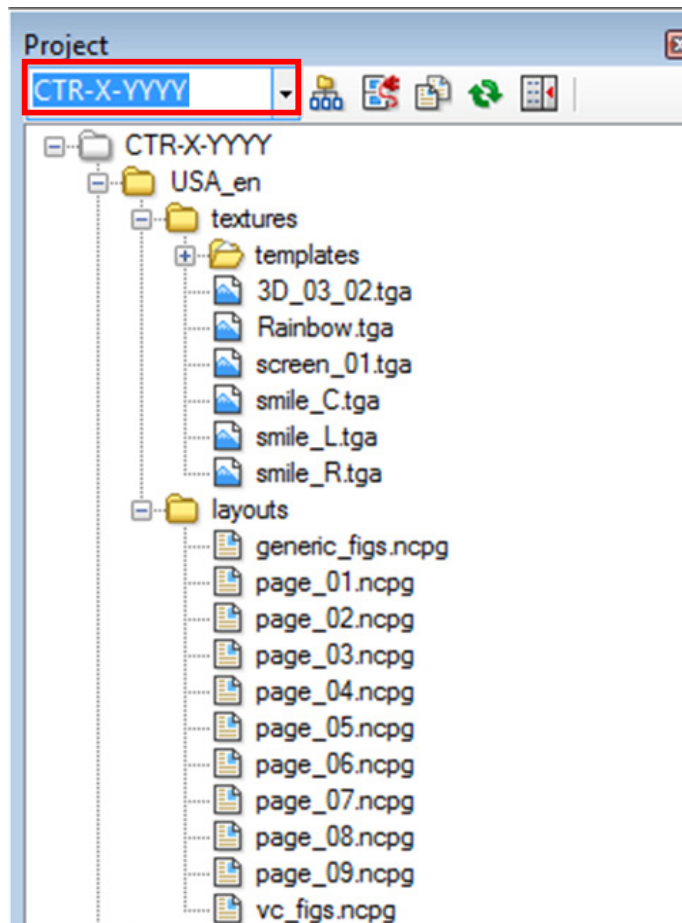 Project
CTR-X-YYYY
CTR-X-YYYY
USA_en
textures
templates
3D_03_02.tga
Rainbow.tga
screen_01.tga
smile_C.tga
smile_L.tga
smile_R.tga
layouts
generic_figs.ncpg
page_01.ncpg
page_02.ncpg
page_03.ncpg
page_04.ncpg
page_05.ncpg
page_06.ncpg
page_07.ncpg
page_08.ncpg
page_09.ncpg
vc_figs.ncpg